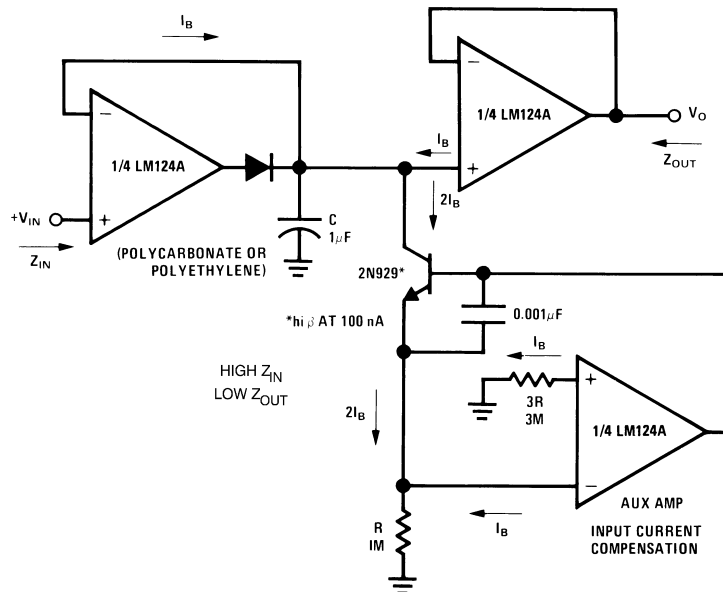 I_B
1/4 LM124A
1/4 LM124A
V_O
Z_OUT
I_B
+V_IN
Z_IN
C
1µF
(POLYCARBONATE OR
POLYETHYLENE)
2I_B
2N929*
*hi β AT 100 nA
0.001µF
HIGH Z_IN
LOW Z_OUT
I_B
3R
3M
1/4 LM124A
2I_B
AUX AMP
INPUT CURRENT
COMPENSATION
R
1M
I_B